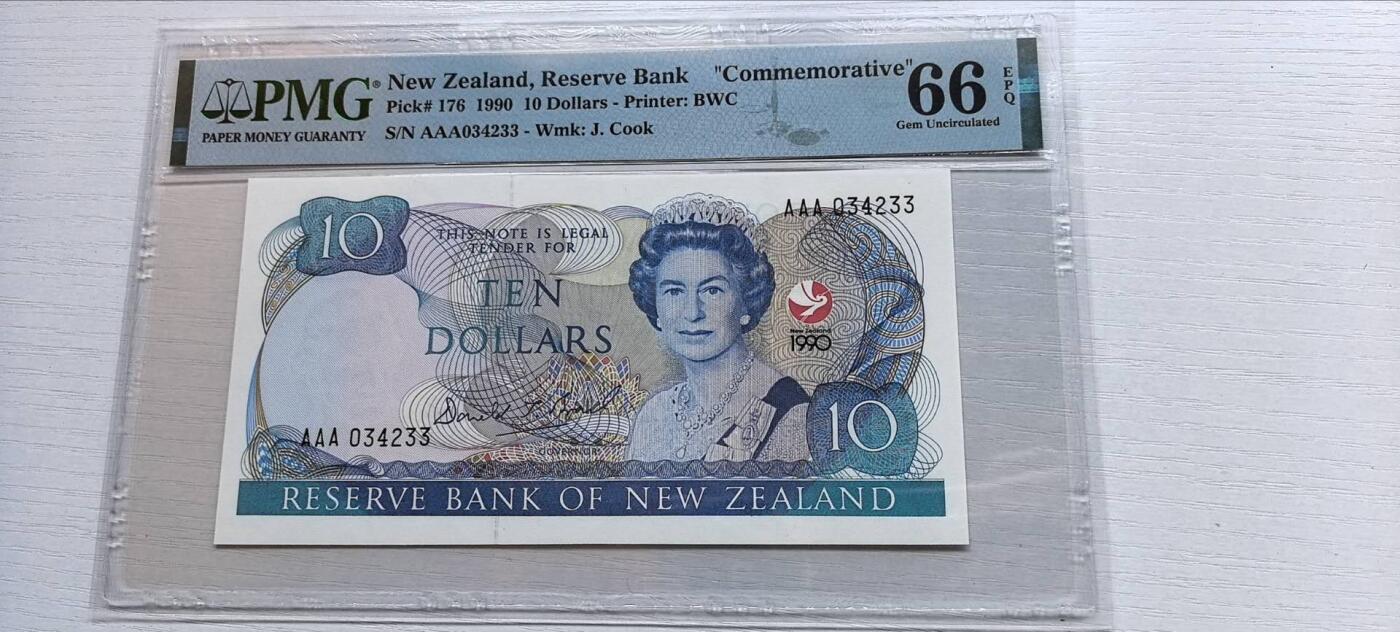 PMG®
PAPER MONEY GUARANTY
New Zealand, Reserve Bank "Commemorative"
Pick# 176 1990 10 Dollars - Printer: BWC
S/N AAA034233 - Wmk: J. Cook
66
EPQ
Gem Uncirculated
10
AAA 034233
THIS NOTE IS LEGAL
TENDER FOR
TEN
DOLLARS
New Zealand
1990
AAA 034233
10
RESERVE BANK OF NEW ZEALAND